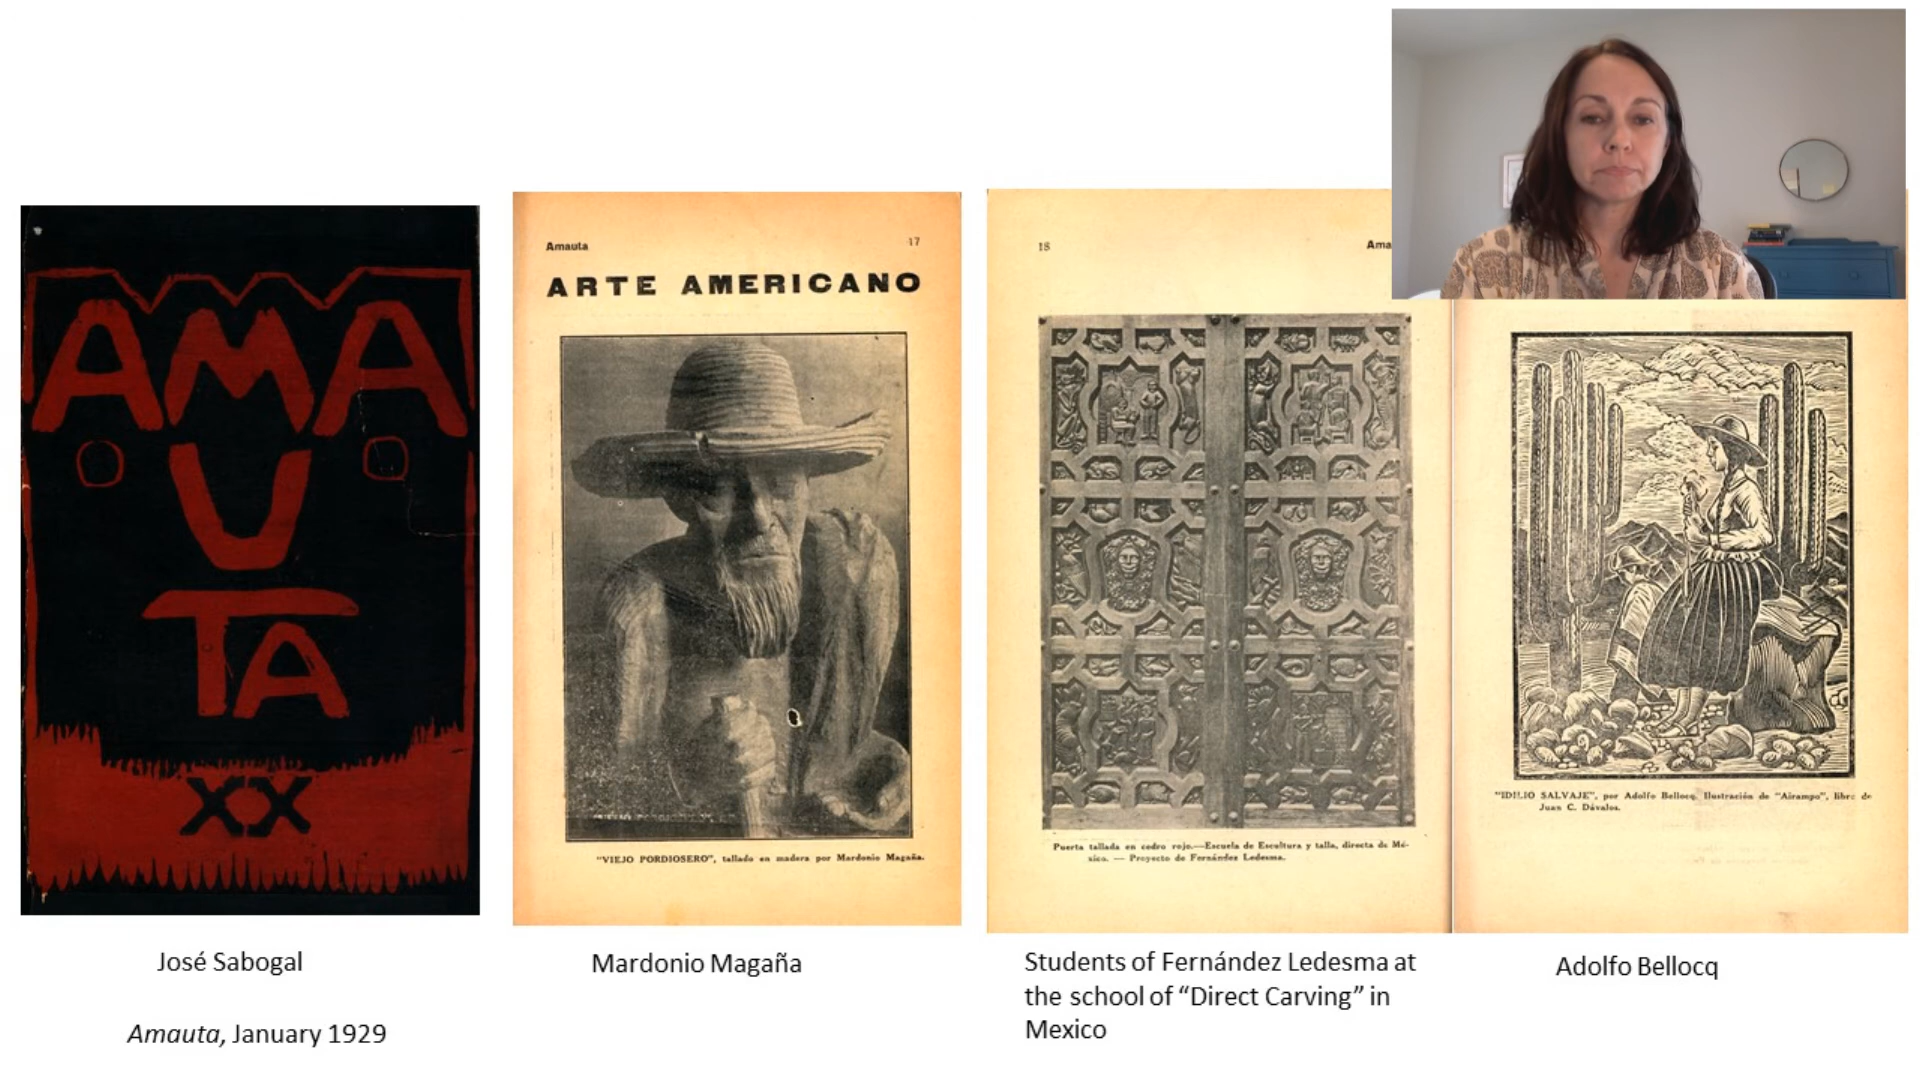 AMA
U
TA
XX
Amauta 17
ARTE AMERICANO
"VIEJO PORDIOSERO", tallado en madera por Mardonio Magaña.
18 Ama
Puerta tallada en cedro rojo.—Escuela de Escultura y talla, directa de Mé-
xico. — Proyecto de Fernández Ledesma.
"IDILIO SALVAJE", por Adolfo Bellocq. Ilustración de "Airampo", libro de
Juan C. Dávalos.
José Sabogal
Amauta, January 1929
Mardonio Magaña
Students of Fernández Ledesma at
the school of “Direct Carving” in
Mexico
Adolfo Bellocq